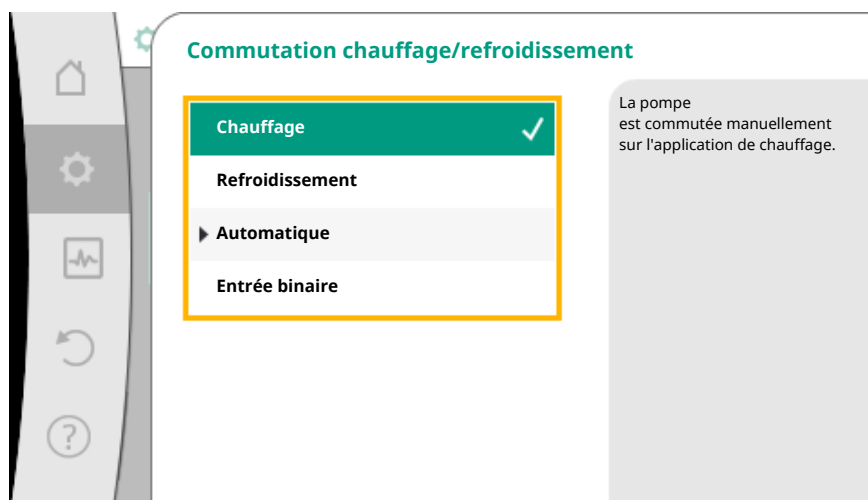 Commutation chauffage/refroidissement
Chauffage
Refroidissement
Automatique
Entrée binaire
La pompe
est commutée manuellement
sur l'application de chauffage.
?